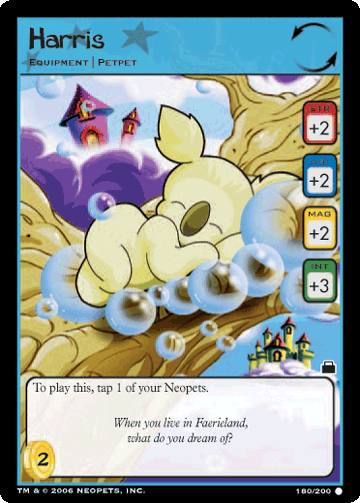 Harris
EQUIPMENT | PETPET
STR
+2
+2
MAG
+2
INT
+3
To play this, tap 1 of your Neopets.
When you live in Faerieland,
what do you dream of?
2
TM & © 2006 NEOPETS, INC.
180/200